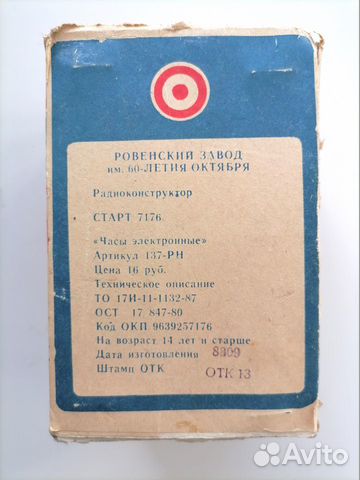 РОВЕНСКИЙ ЗАВОД
им. 60-ЛЕТИЯ ОКТЯБРЯ
Радиоконструктор
СТАРТ 7176
«Часы электронные»
Артикул 137-РН
Цена 16 руб.
Техническое описание
ТО 17И-11-1132-87
ОСТ 17 847-80
Код ОКП 9639257176
На возраст 14 лет и старше
Дата изготовления 8809
Штамп ОТК ОТК 13
Avito